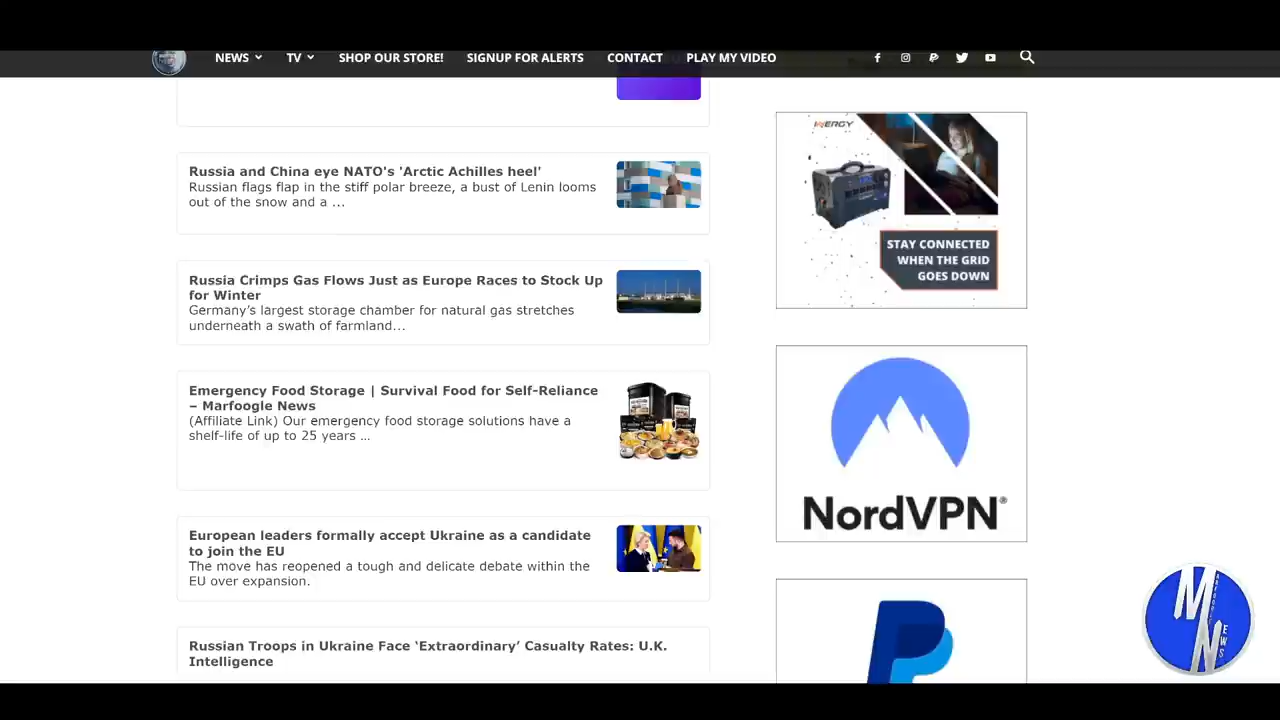 NEWS TV SHOP OUR STORE! SIGNUP FOR ALERTS CONTACT PLAY MY VIDEO
Russia and China eye NATO's 'Arctic Achilles heel'
Russian flags flap in the stiff polar breeze, a bust of Lenin looms
out of the snow and a ...
Russia Crimps Gas Flows Just as Europe Races to Stock Up
for Winter
Germany’s largest storage chamber for natural gas stretches
underneath a swath of farmland...
Emergency Food Storage | Survival Food for Self-Reliance
– Marfoogle News
(Affiliate Link) Our emergency food storage solutions have a
shelf-life of up to 25 years ...
European leaders formally accept Ukraine as a candidate
to join the EU
The move has reopened a tough and delicate debate within the
EU over expansion.
Russian Troops in Ukraine Face ‘Extraordinary’ Casualty Rates: U.K.
Intelligence
INERGY
STAY CONNECTED
WHEN THE GRID
GOES DOWN
NordVPN®
M
N
EWS